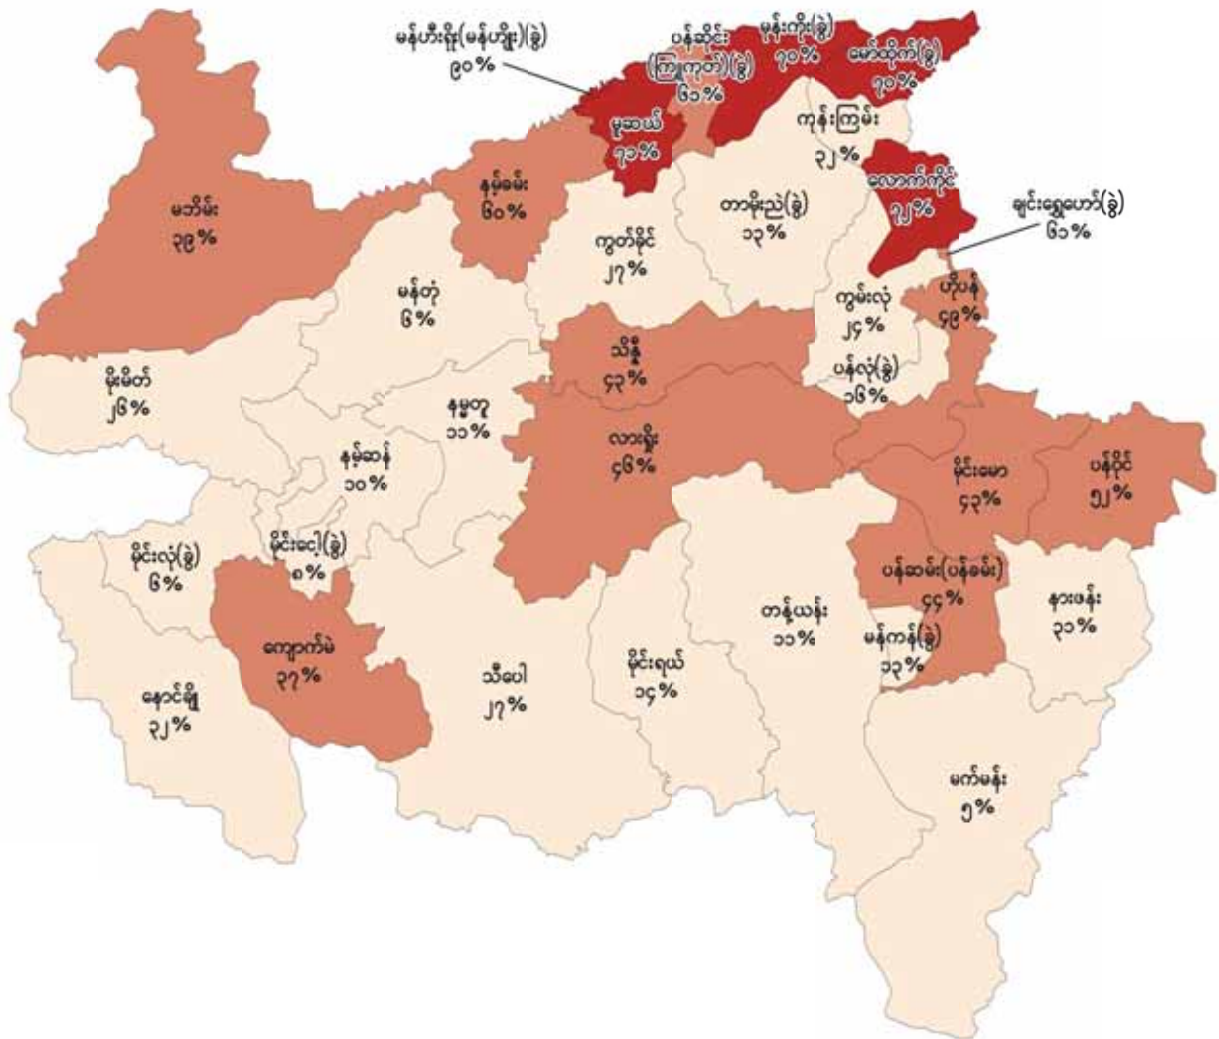 မန်ဟီးရိုး(မန်ဟျိုး)(ခွဲ)
၉၀%
ပန်ဆိုင်း
(ကြူကုတ်)(ခွဲ)
၆၁%
မုန်းကိုး(ခွဲ)
၇၀%
မော်ထိုက်(ခွဲ)
၇၀%
မူဆယ်
၇၁%
ကုန်းကြမ်း
၃၂%
လောက်ကိုင်
၇၂%
ချင်းရွှေဟော်(ခွဲ)
၆၁%
မဘိမ်း
၃၉%
နမ့်ခမ်း
၆၀%
ကွတ်ခိုင်
၂၇%
တာမိုးညဲ(ခွဲ)
၁၃%
မန်တုံ
၆%
ကွမ်းလုံ
၂၄%
ဟိုပန်
၄၉%
ပန်လုံ(ခွဲ)
၁၆%
သိန္နီ
၄၃%
မိုးမိတ်
၂၆%
နမ္မတူ
၁၁%
လားရှိုး
၄၆%
နမ့်ဆန်
၁၀%
မိုင်းမော
၄၃%
ပန်ဝိုင်
၅၂%
မိုင်းလုံ(ခွဲ)
၆%
မိုင်းငေါ့(ခွဲ)
၈%
ပန်ဆမ်း(ပန်ခမ်း)
၄၄%
နားဖန်း
၃၁%
တန့်ယန်း
၁၁%
မန်ကန်(ခွဲ)
၁၃%
ကျောက်မဲ
၃၇%
သီပေါ
၂၇%
မိုင်းရယ်
၁၄%
နောင်ချို
၃၂%
မက်မန်း
၅%